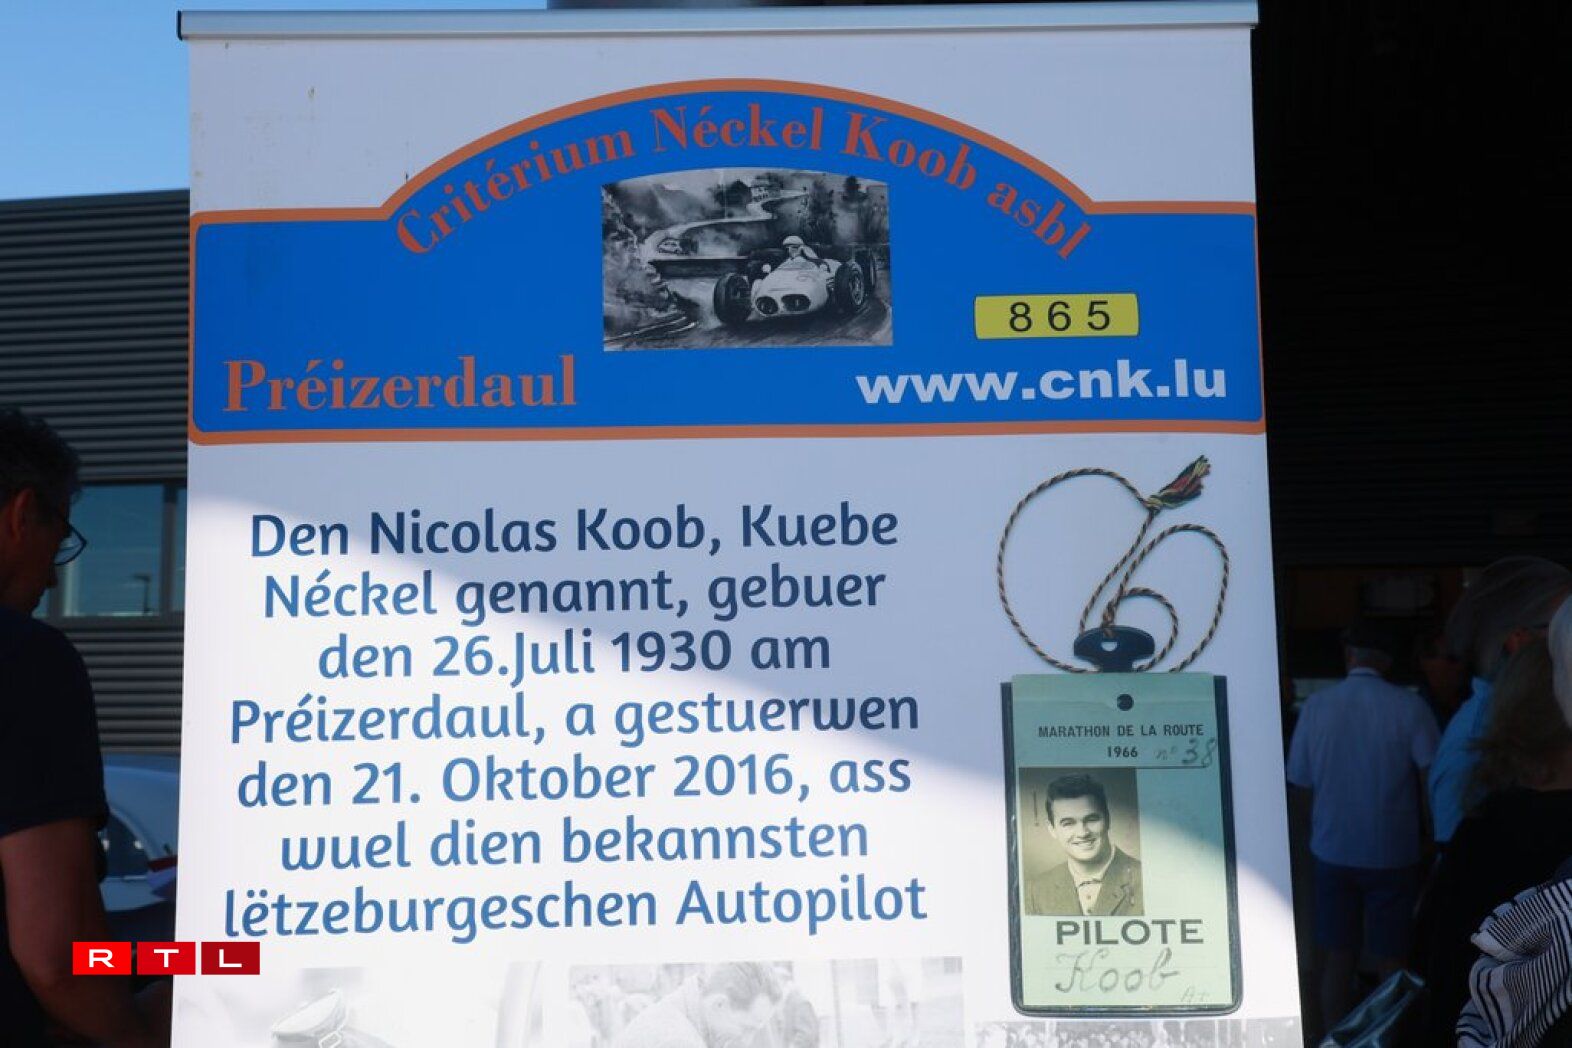 Critérium Néckel Koob asbl
865
Préizerdaul
www.cnk.lu
Den Nicolas Koob, Kuebe
Néckel genannt, gebuer
den 26.Juli 1930 am
Préizerdaul, a gestuerwen
den 21. Oktober 2016, ass
wuel dien bekannsten
lëtzeburgeschen Autopilot
MARATHON DE LA ROUTE
1966 n° 38
PILOTE
Koob
A+
RTL